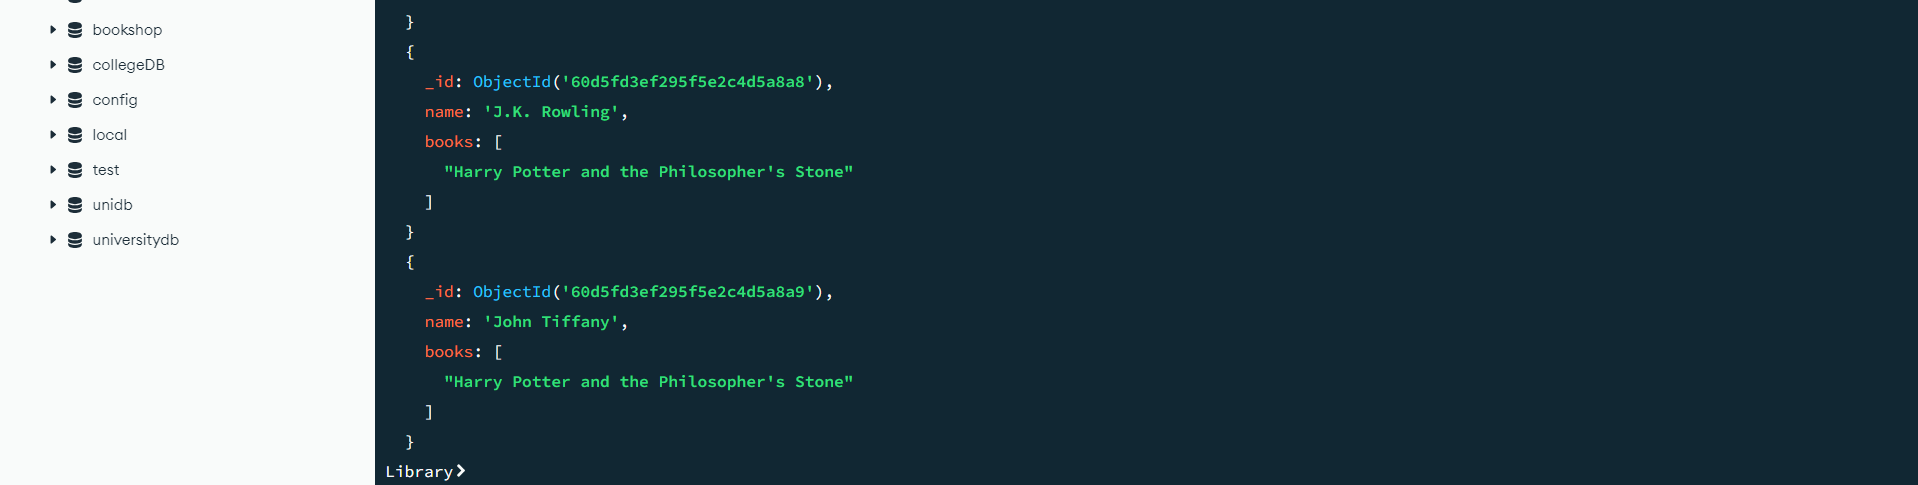 bookshop
collegeDB
config
local
test
unidb
universitydb
}
{
_id: ObjectId('60d5fd3ef295f5e2c4d5a8a8'),
name: 'J.K. Rowling',
books: [
"Harry Potter and the Philosopher's Stone"
]
}
{
_id: ObjectId('60d5fd3ef295f5e2c4d5a8a9'),
name: 'John Tiffany',
books: [
"Harry Potter and the Philosopher's Stone"
]
}
Library>